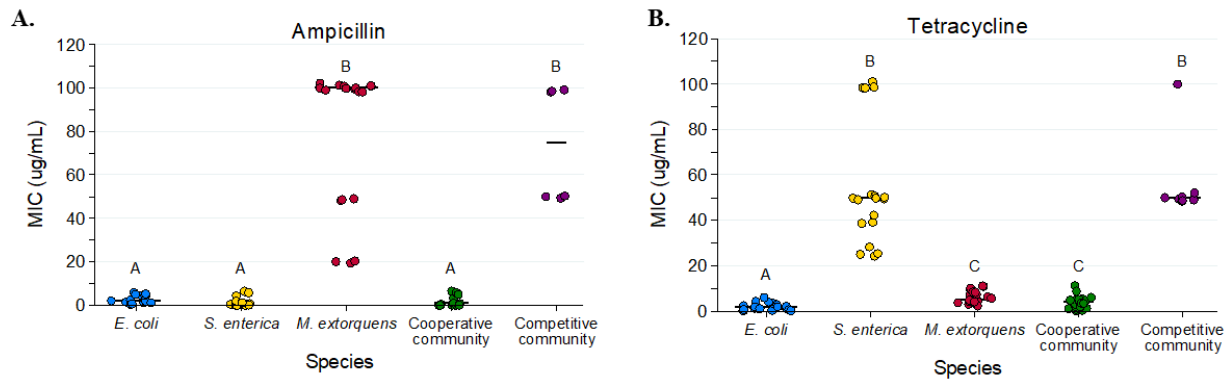 A.
Ampicillin
MIC (ug/mL)
120
100
80
60
40
20
0
A
A
B
A
B
E. coli
S. enterica
M. extorquens
Cooperative
community
Competitive
community
Species
B.
Tetracycline
MIC (ug/mL)
120
100
80
60
40
20
0
A
B
C
C
B
E. coli
S. enterica
M. extorquens
Cooperative
community
Competitive
community
Species